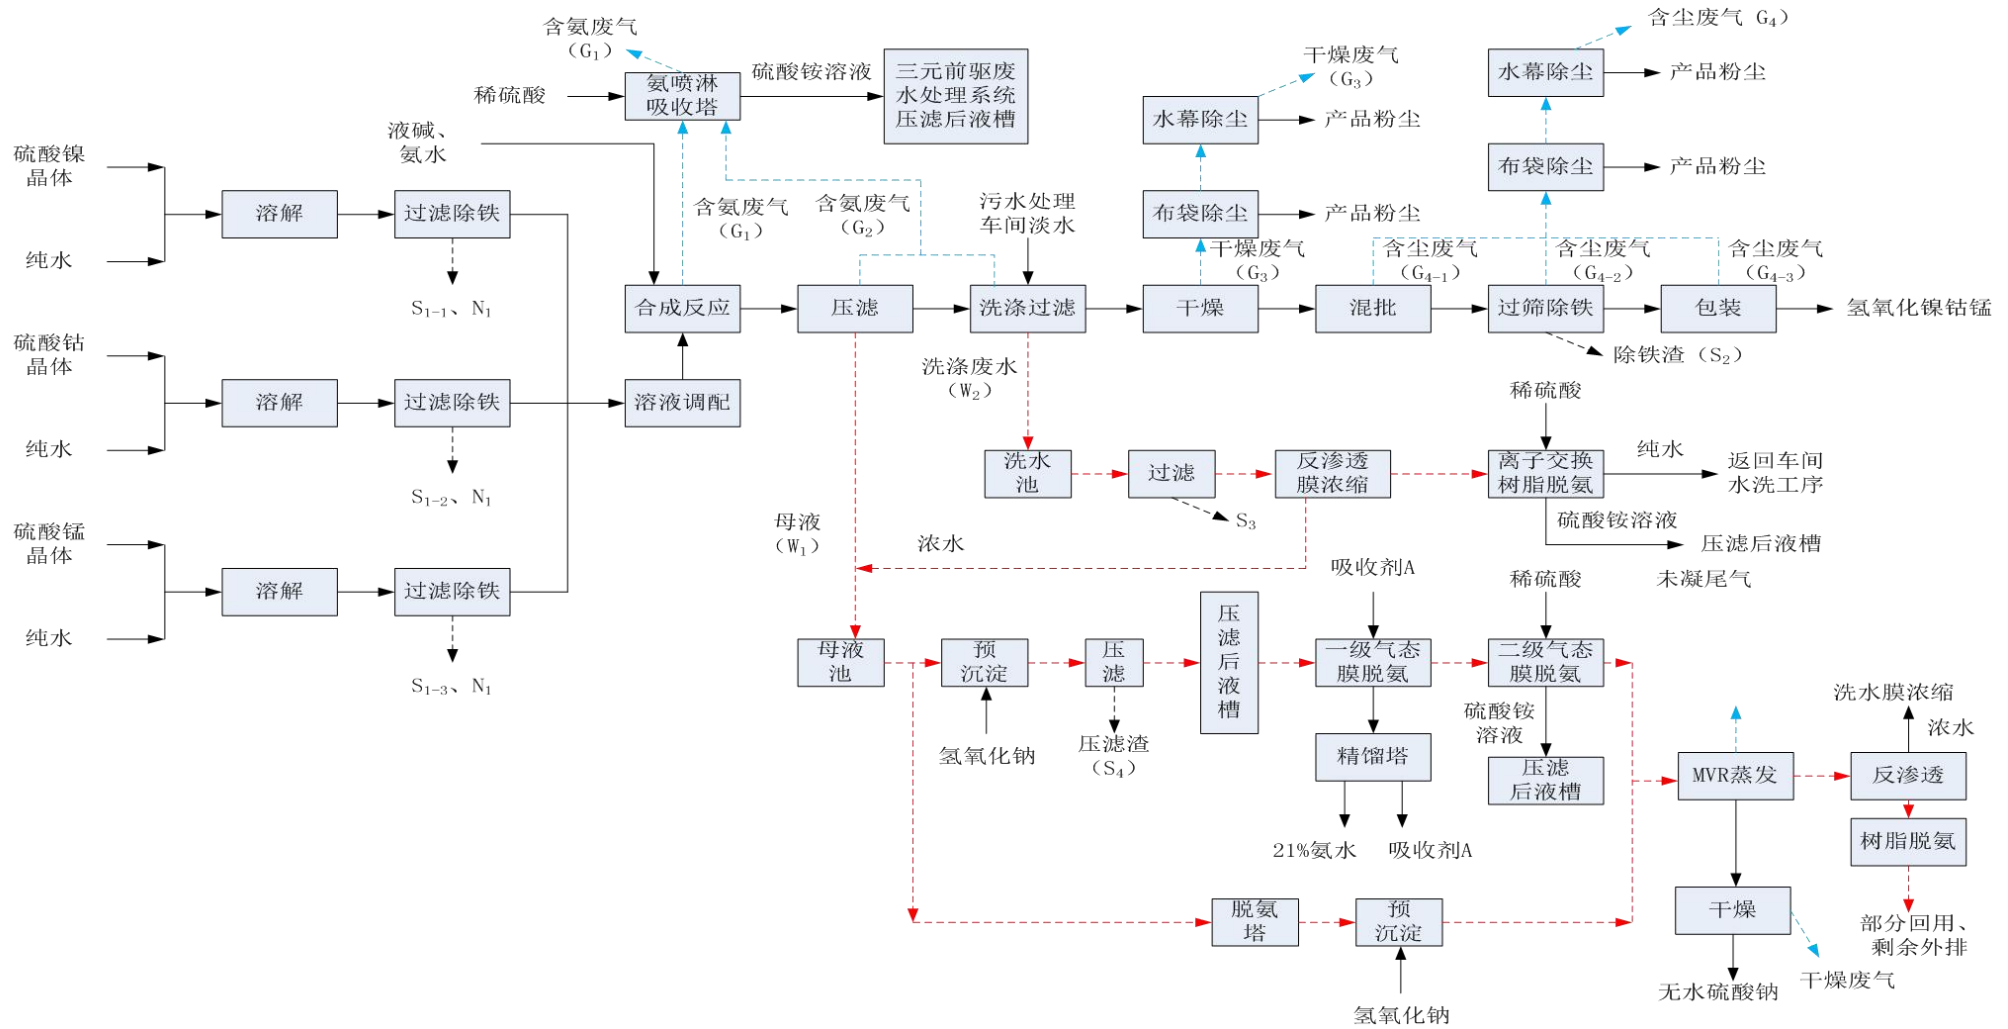 含氨废气
（G₁）
稀硫酸
氨喷淋
吸收塔
硫酸铵溶液
三元前驱废
水处理系统
压滤后液槽
液碱、
氨水
硫酸镍
晶体
纯水
溶解
过滤除铁
S₁₋₁、N₁
硫酸钴
晶体
纯水
溶解
过滤除铁
S₁₋₂、N₁
硫酸锰
晶体
纯水
溶解
过滤除铁
S₁₋₃、N₁
含氨废气
（G₁）
含氨废气
（G₂）
合成反应
溶液调配
压滤
污水处理
车间淡水
洗涤过滤
干燥废气
（G₃）
水幕除尘
产品粉尘
布袋除尘
产品粉尘
干燥废气
（G₃）
干燥
含尘废气 G₄）
水幕除尘
产品粉尘
布袋除尘
产品粉尘
含尘废气
（G₄₋₁）
含尘废气
（G₄₋₂）
含尘废气
（G₄₋₃）
混批
过筛除铁
包装
氢氧化镍钴锰
除铁渣（S₂）
洗涤废水
（W₂）
洗水
池
过滤
S₃
反渗透
膜浓缩
稀硫酸
离子交换
树脂脱氨
纯水
返回车间
水洗工序
硫酸铵溶液
压滤后液槽
母液
（W₁）
浓水
吸收剂A
稀硫酸
未凝尾气
母液
池
预
沉淀
氢氧化钠
压
滤
压滤渣
（S₄）
压
滤
后
液
槽
一级气态
膜脱氨
二级气态
膜脱氨
精馏塔
21%氨水
吸收剂A
硫酸铵
溶液
压滤
后液槽
洗水膜浓缩
浓水
MVR蒸发
反渗透
树脂脱氨
部分回用、
剩余外排
干燥
干燥废气
无水硫酸钠
脱氨
塔
预
沉淀
氢氧化钠